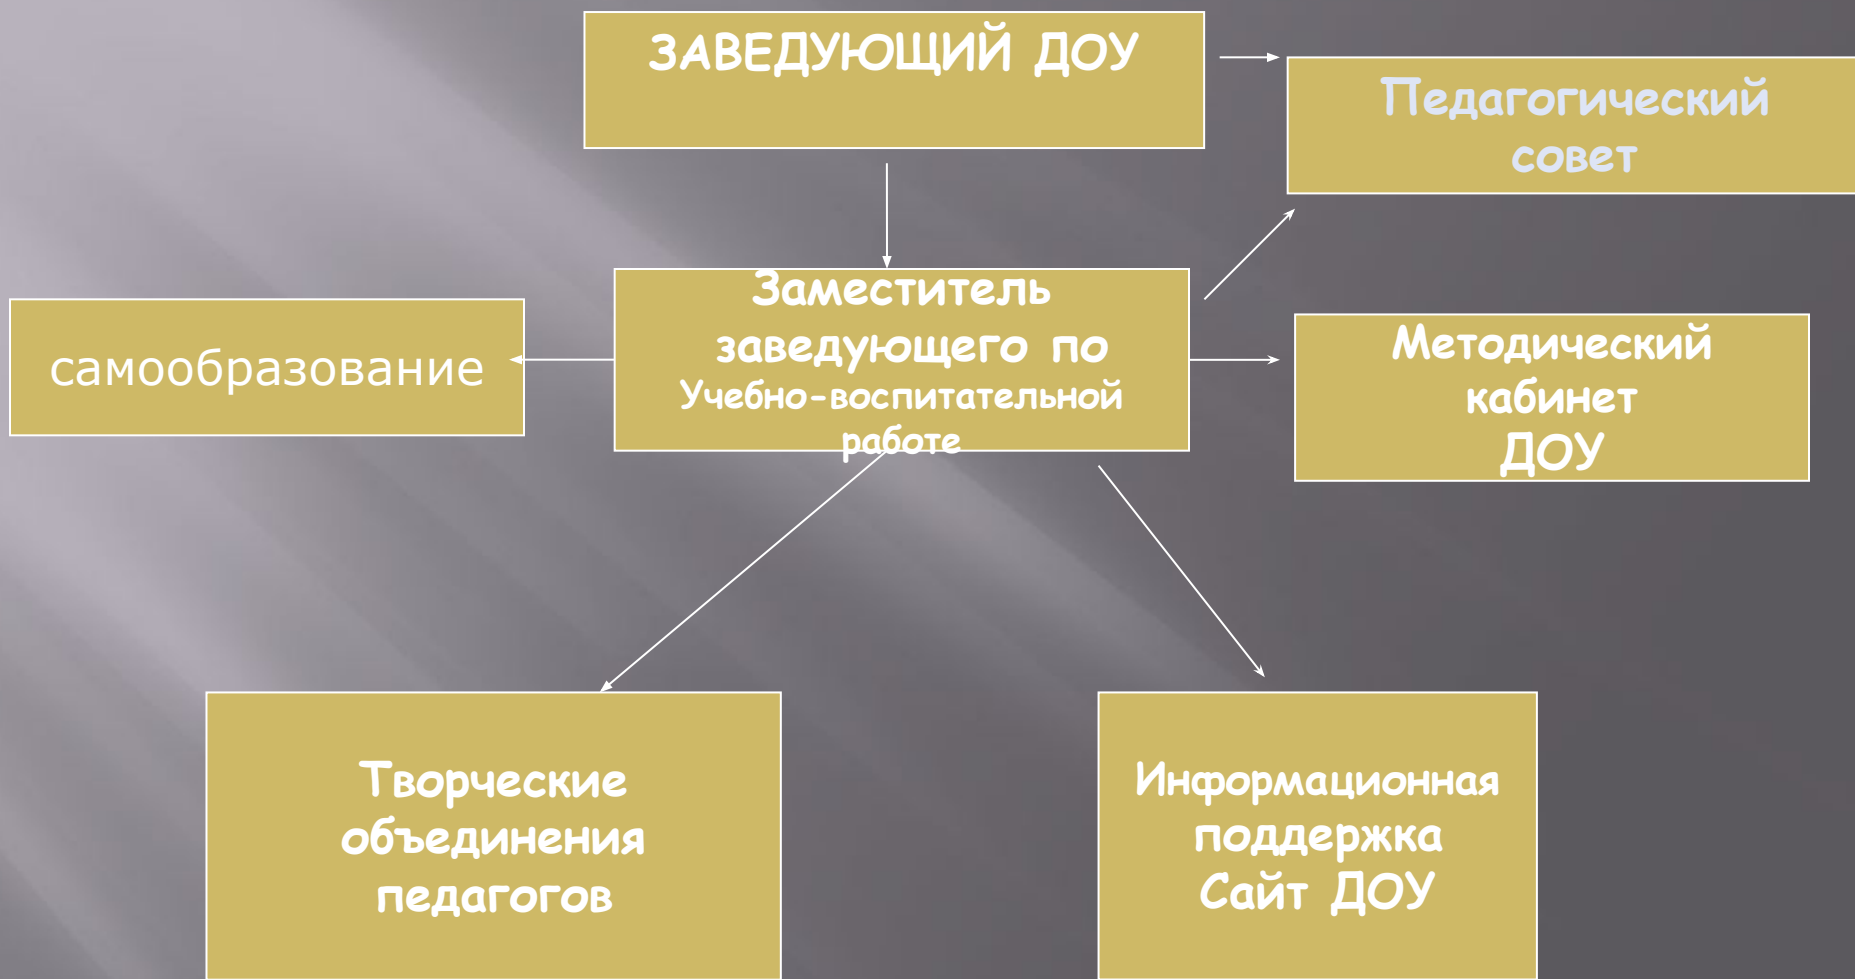 ЗАВЕДУЮЩИЙ ДОУ
Педагогический
совет
Заместитель
заведующего по
Учебно-воспитательной
работе
самообразование
Методический
кабинет
ДОУ
Творческие
объединения
педагогов
Информационная
поддержка
Сайт ДОУ